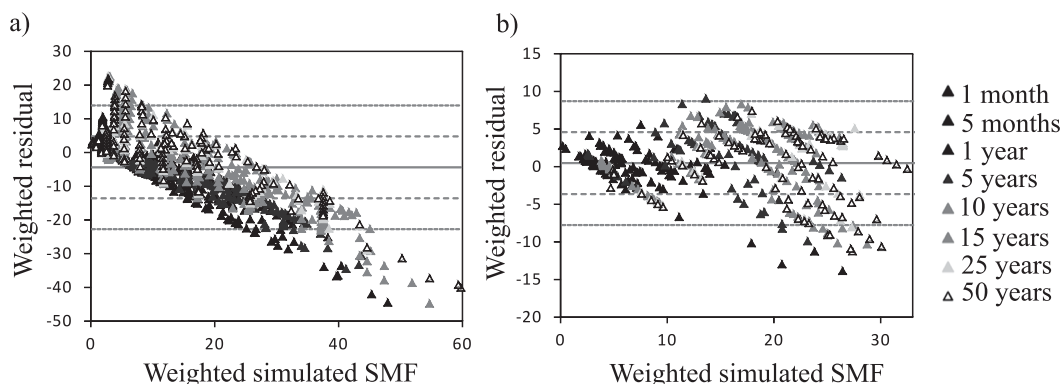 a)
30
20
10
0
-10
-20
-30
-40
-50
0 20 40 60
Weighted residual
Weighted simulated SMF
b)
15
10
5
0
-5
-10
-15
-20
0 10 20 30
Weighted residual
Weighted simulated SMF
1 month
5 months
1 year
5 years
10 years
15 years
25 years
50 years